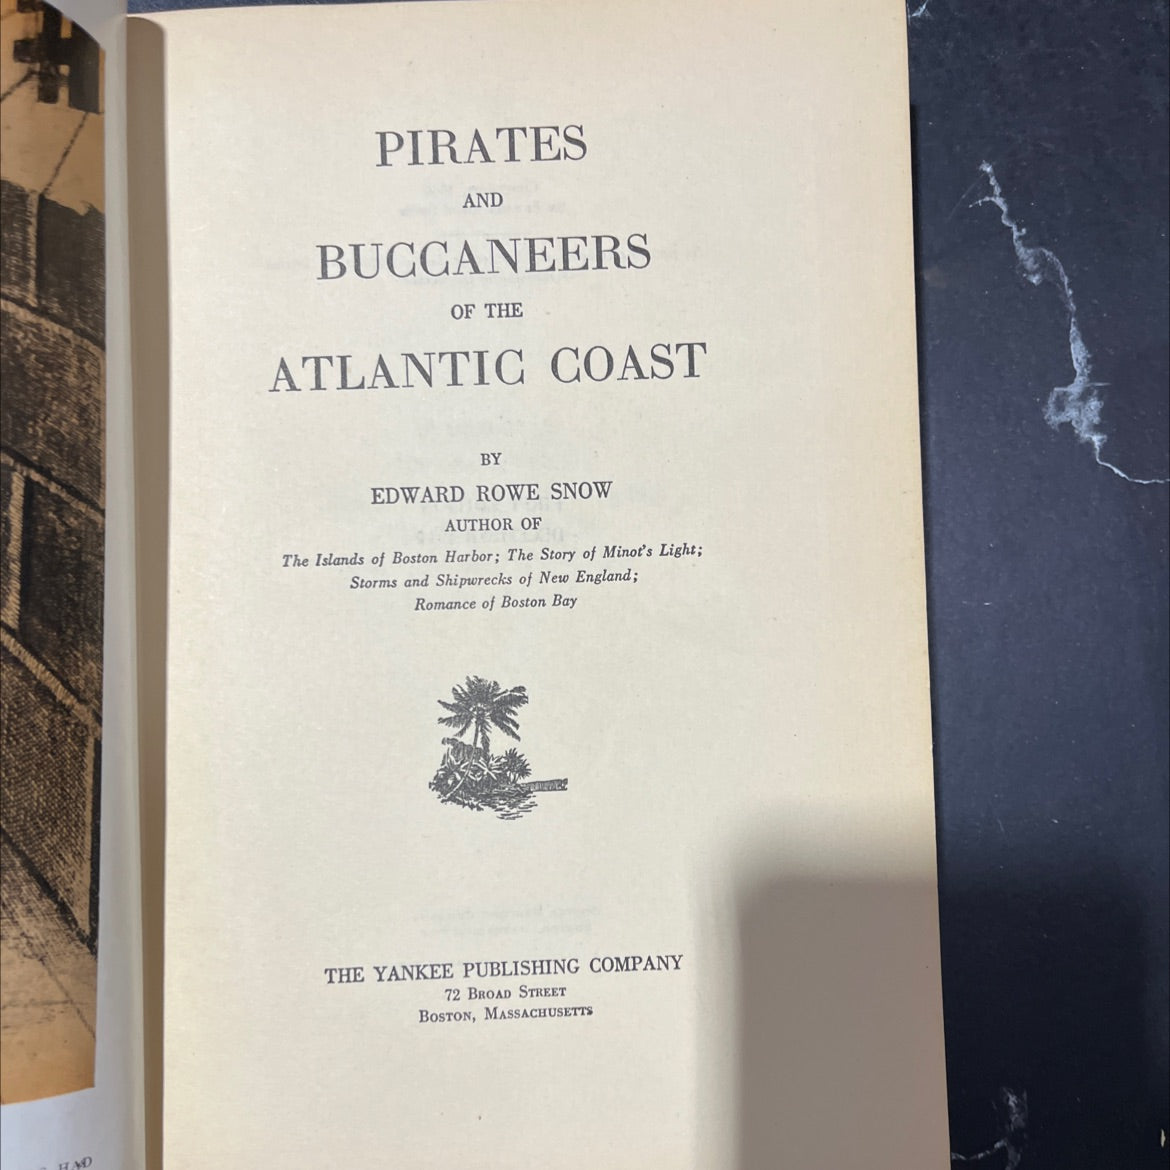 PIRATES
AND
BUCCANEERS
OF THE
ATLANTIC COAST
BY
EDWARD ROWE SNOW
AUTHOR OF
The Islands of Boston Harbor; The Story of Minot's Light;
Storms and Shipwrecks of New England;
Romance of Boston Bay
THE YANKEE PUBLISHING COMPANY
72 BROAD STREET
BOSTON, MASSACHUSETTS
HAD